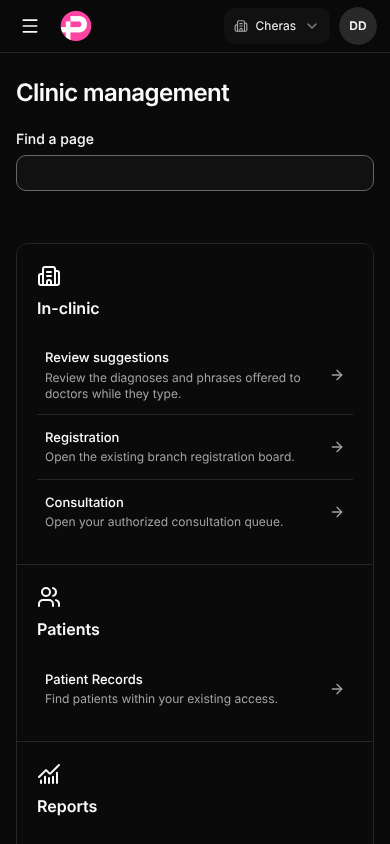 Cheras
DD
Clinic management
Find a page
In-clinic
Review suggestions
Review the diagnoses and phrases offered to
doctors while they type.
Registration
Open the existing branch registration board.
Consultation
Open your authorized consultation queue.
Patients
Patient Records
Find patients within your existing access.
Reports